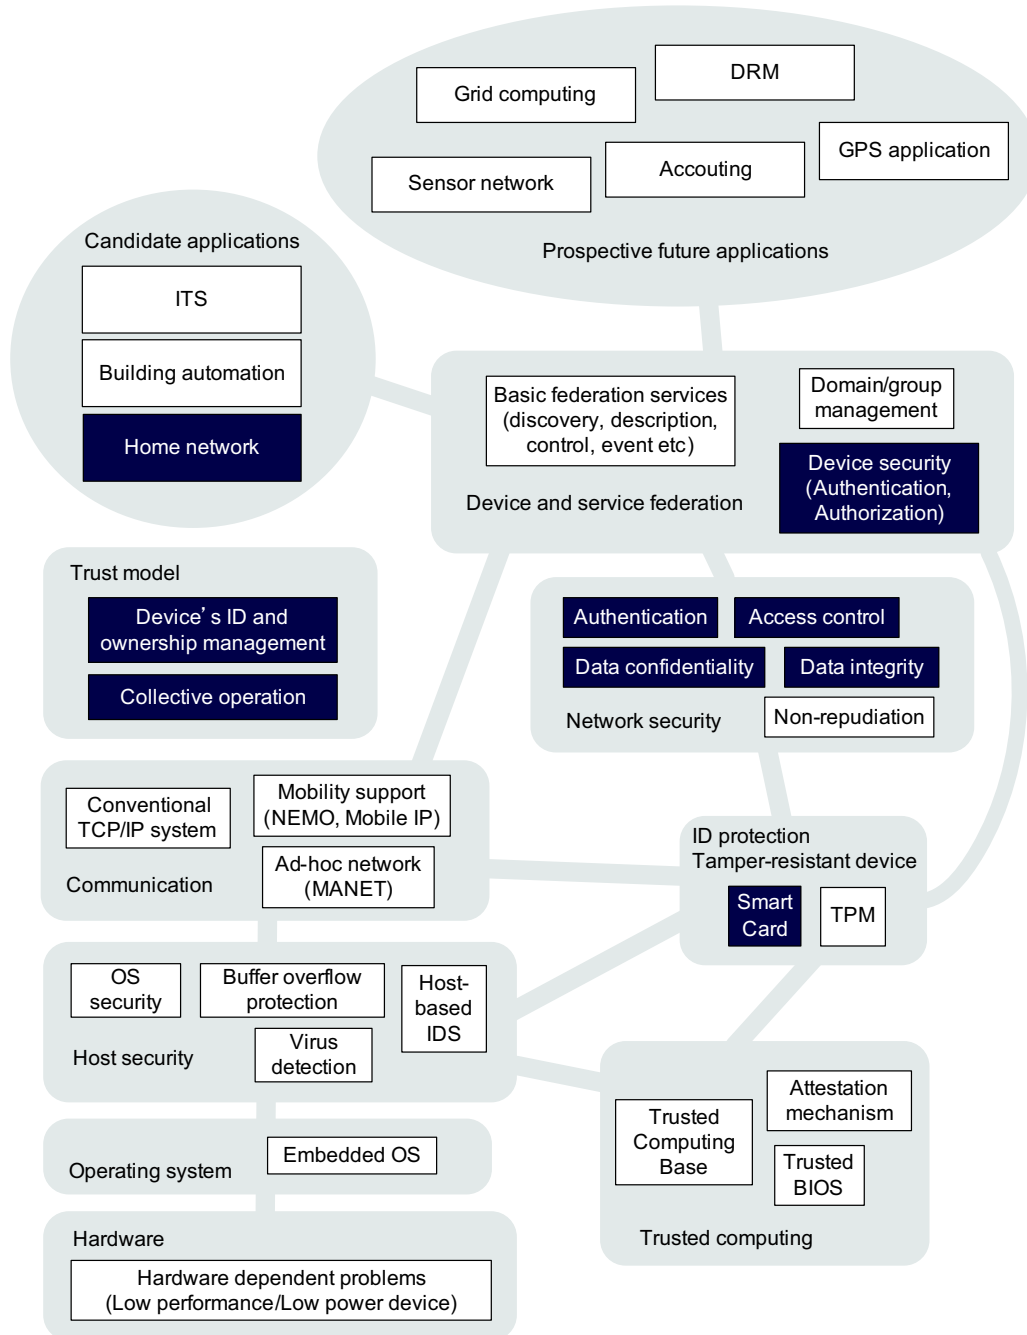 DRM
Grid computing
GPS application
Accouting
Sensor network
Prospective future applications
Candidate applications
ITS
Building automation
Home network
Basic federation services
(discovery, description,
control, event etc)
Domain/group
management
Device security
(Authentication,
Authorization)
Device and service federation
Trust model
Device’s ID and
ownership management
Collective operation
Authentication
Access control
Data confidentiality
Data integrity
Network security
Non-repudiation
Conventional
TCP/IP system
Mobility support
(NEMO, Mobile IP)
Ad-hoc network
(MANET)
Communication
ID protection
Tamper-resistant device
Smart
Card
TPM
OS
security
Buffer overflow
protection
Host-
based
IDS
Virus
detection
Host security
Attestation
mechanism
Trusted
Computing
Base
Trusted
BIOS
Trusted computing
Embedded OS
Operating system
Hardware
Hardware dependent problems
(Low performance/Low power device)